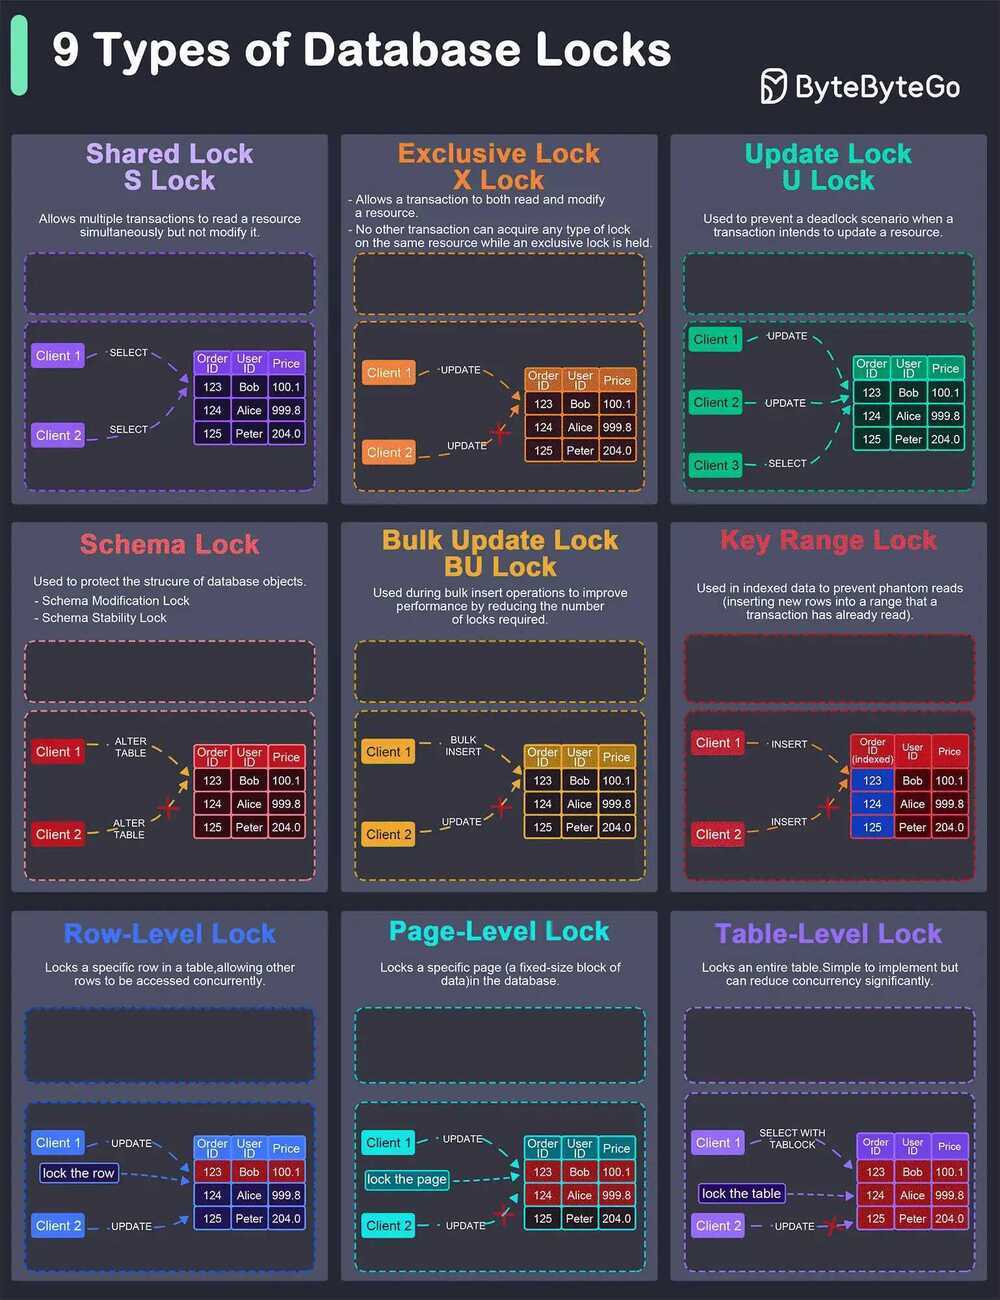 9 Types of Database Locks
ByteByteGo
Shared Lock
S Lock
Allows multiple transactions to read a resource
simultaneously but not modify it.
Client 1
SELECT
Client 2
SELECT
Order ID
User ID
Price
123 Bob 100.1
124 Alice 999.8
125 Peter 204.0
Exclusive Lock
X Lock
- Allows a transaction to both read and modify
a resource.
- No other transaction can acquire any type of lock
on the same resource while an exclusive lock is held.
Client 1
UPDATE
Client 2
UPDATE
Order ID
User ID
Price
123 Bob 100.1
124 Alice 999.8
125 Peter 204.0
Update Lock
U Lock
Used to prevent a deadlock scenario when a
transaction intends to update a resource.
Client 1
UPDATE
Client 2
UPDATE
Client 3
SELECT
Order ID
User ID
Price
123 Bob 100.1
124 Alice 999.8
125 Peter 204.0
Schema Lock
Used to protect the strucure of database objects.
- Schema Modification Lock
- Schema Stability Lock
Client 1
ALTER
TABLE
Client 2
ALTER
TABLE
Order ID
User ID
Price
123 Bob 100.1
124 Alice 999.8
125 Peter 204.0
Bulk Update Lock
BU Lock
Used during bulk insert operations to improve
performance by reducing the number
of locks required.
Client 1
BULK
INSERT
Client 2
UPDATE
Order ID
User ID
Price
123 Bob 100.1
124 Alice 999.8
125 Peter 204.0
Key Range Lock
Used in indexed data to prevent phantom reads
(inserting new rows into a range that a
transaction has already read).
Client 1
INSERT
Client 2
INSERT
Order ID (indexed)
User ID
Price
123 Bob 100.1
124 Alice 999.8
125 Peter 204.0
Row-Level Lock
Locks a specific row in a table,allowing other
rows to be accessed concurrently.
Client 1
UPDATE
lock the row
Client 2
UPDATE
Order ID
User ID
Price
123 Bob 100.1
124 Alice 999.8
125 Peter 204.0
Page-Level Lock
Locks a specific page (a fixed-size block of
data)in the database.
Client 1
UPDATE
lock the page
Client 2
UPDATE
Order ID
User ID
Price
123 Bob 100.1
124 Alice 999.8
125 Peter 204.0
Table-Level Lock
Locks an entire table.Simple to implement but
can reduce concurrency significantly.
Client 1
SELECT WITH
TABLOCK
lock the table
Client 2
UPDATE
Order ID
User ID
Price
123 Bob 100.1
124 Alice 999.8
125 Peter 204.0